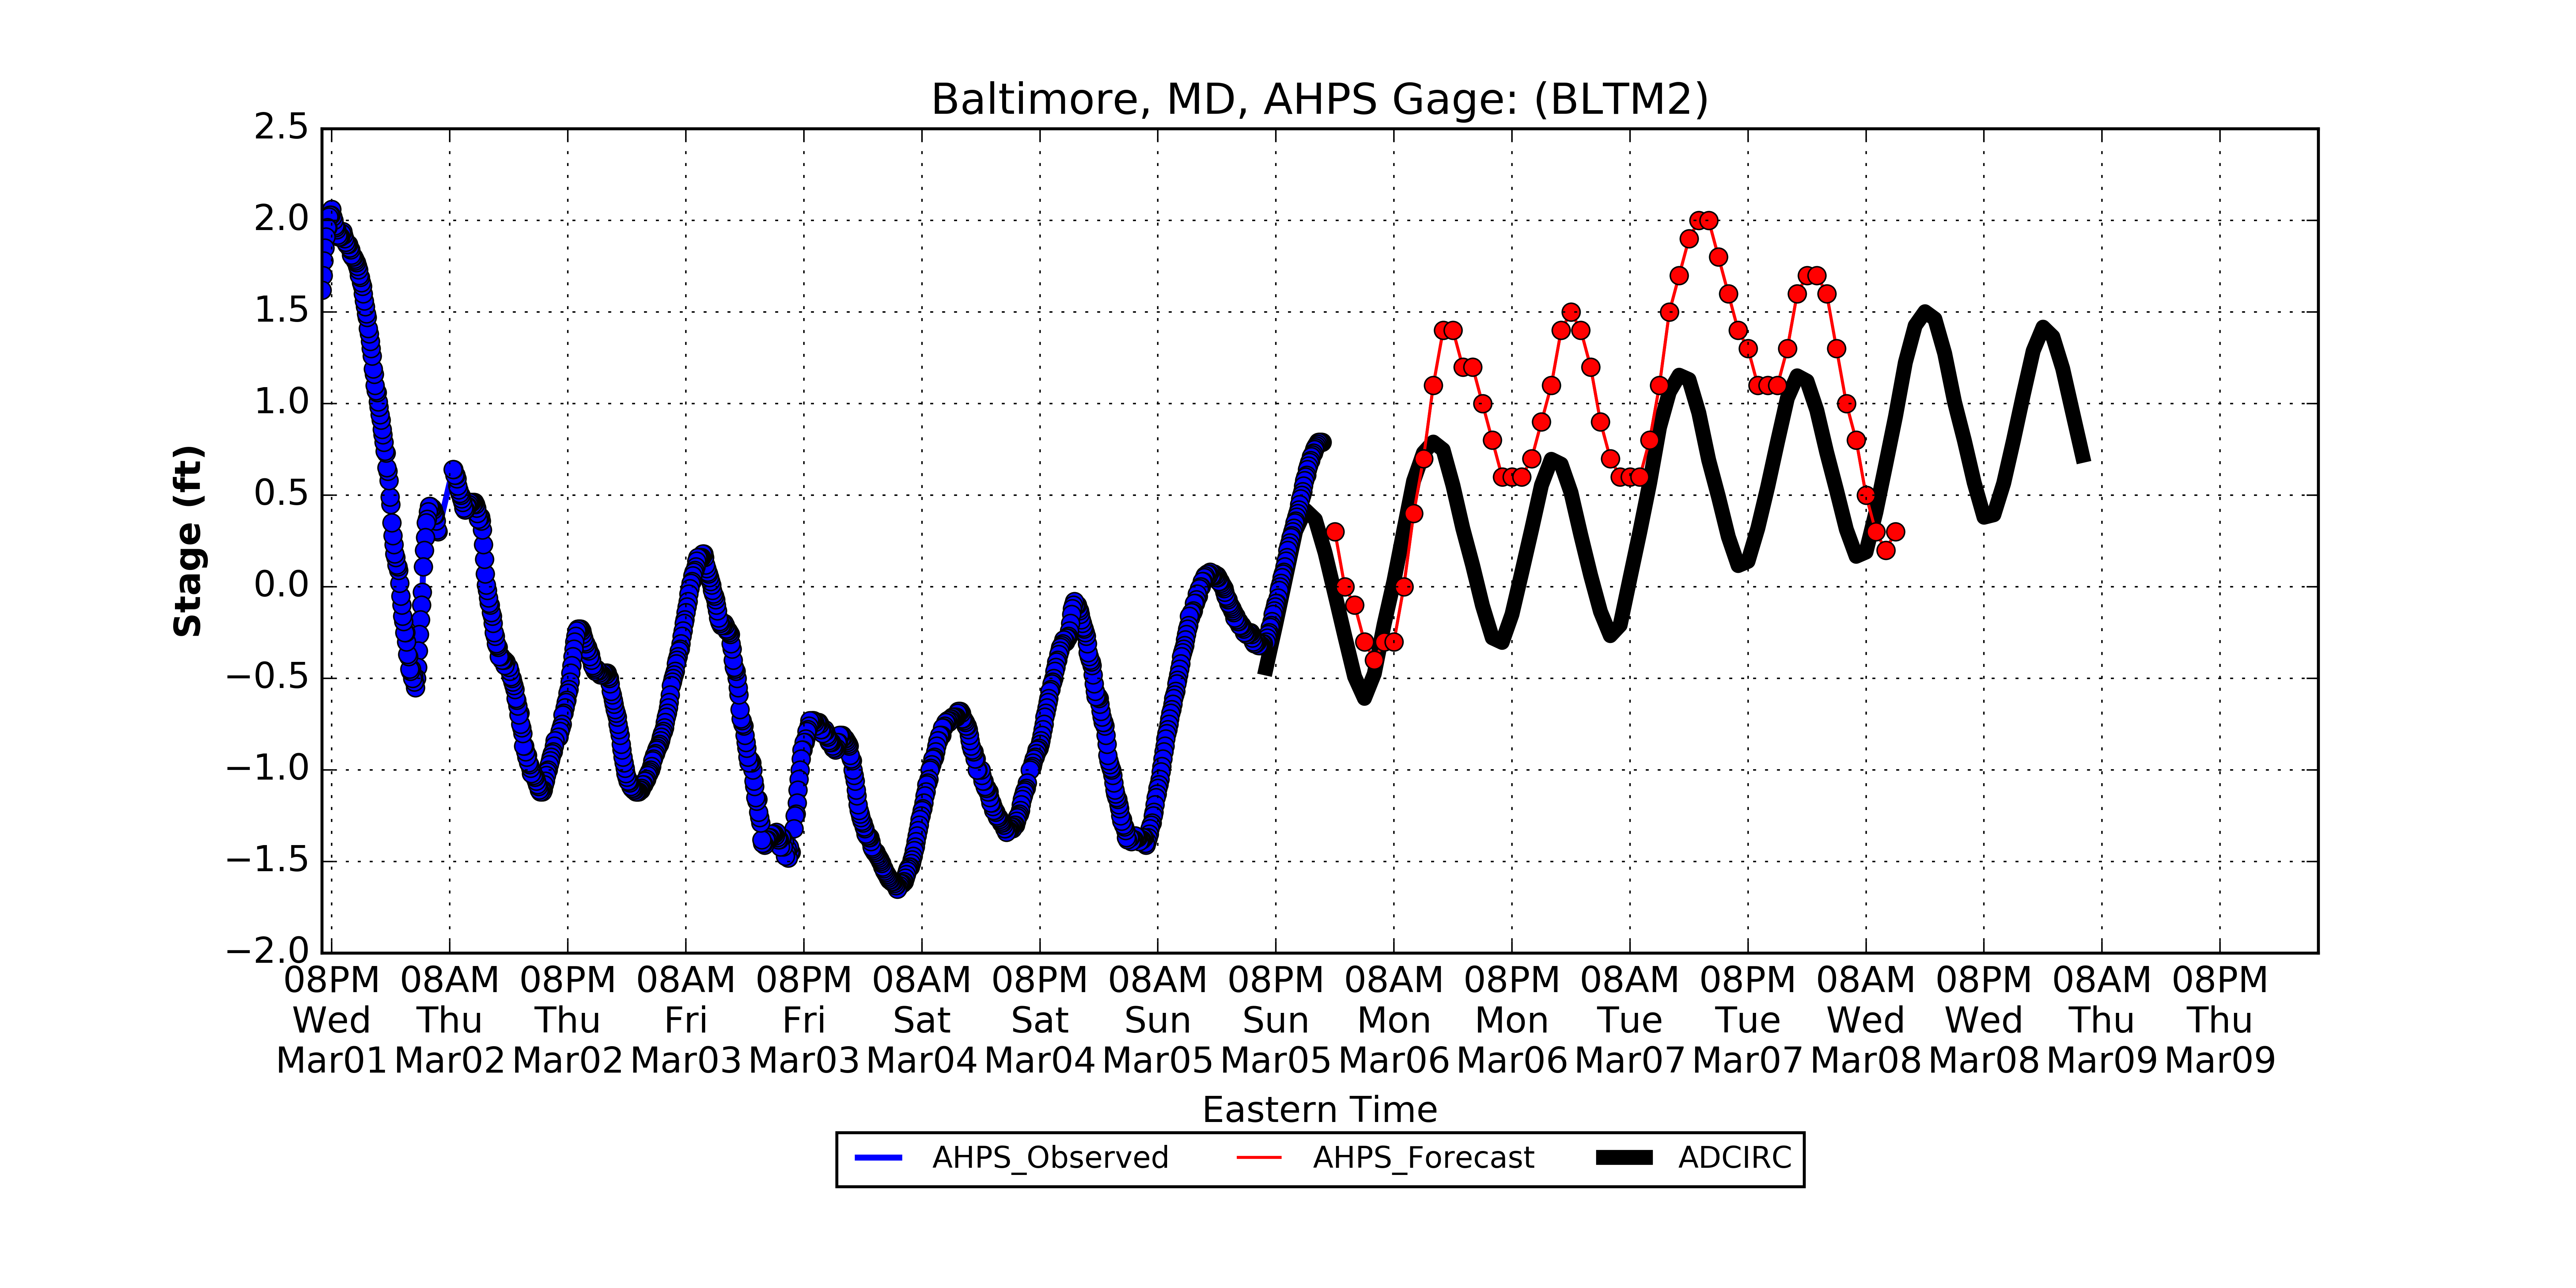 Baltimore, MD, AHPS Gage: (BLTM2)
Stage (ft)
2.5
2.0
1.5
1.0
0.5
0.0
−0.5
−1.0
−1.5
−2.0
08PM 08AM 08PM 08AM 08PM 08AM 08PM 08AM 08PM 08AM 08PM 08AM 08PM 08AM 08PM 08AM 08PM
Wed Thu Thu Fri Fri Sat Sat Sun Sun Mon Mon Tue Tue Wed Wed Thu Thu
Mar01 Mar02 Mar02 Mar03 Mar03 Mar04 Mar04 Mar05 Mar05 Mar06 Mar06 Mar07 Mar07 Mar08 Mar08 Mar09 Mar09
Eastern Time
AHPS_Observed AHPS_Forecast ADCIRC